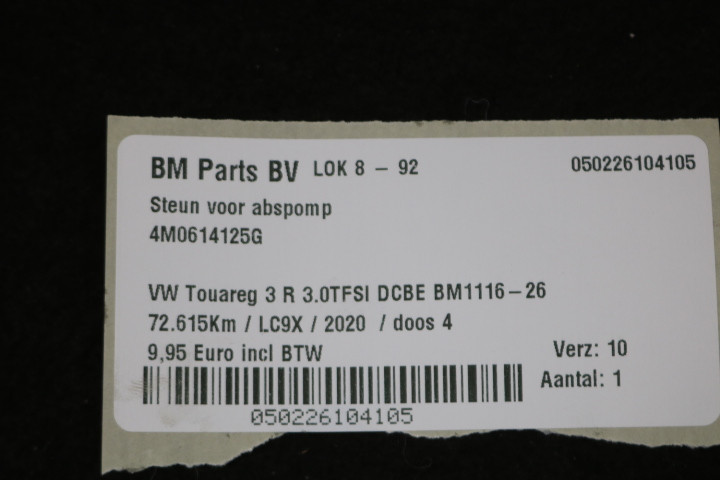 BM Parts BV LOK 8 - 92 050226104105
Steun voor abspomp
4M0614125G
VW Touareg 3 R 3.0TFSI DCBE BM1116-26
72.615Km / LC9X / 2020 / doos 4
9,95 Euro incl BTW Verz: 10
Aantal: 1
050226104105